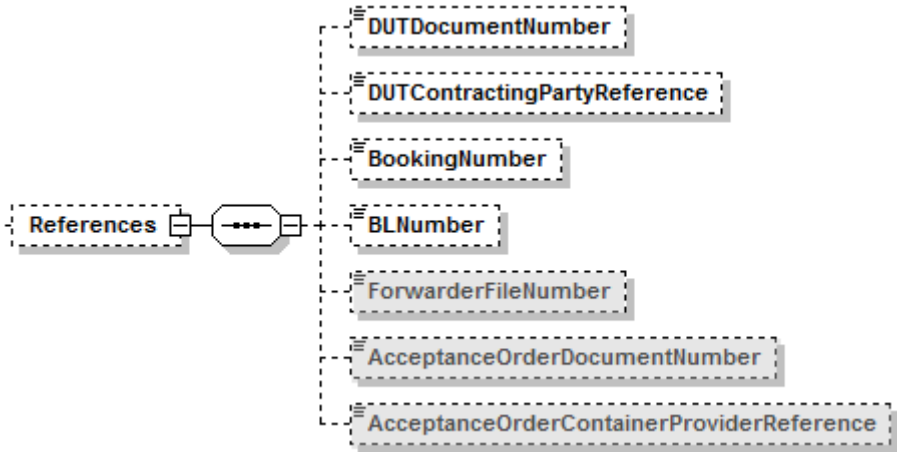 DUTDocumentNumber
DUTContractingPartyReference
BookingNumber
References
BLNumber
ForwarderFileNumber
AcceptanceOrderDocumentNumber
AcceptanceOrderContainerProviderReference